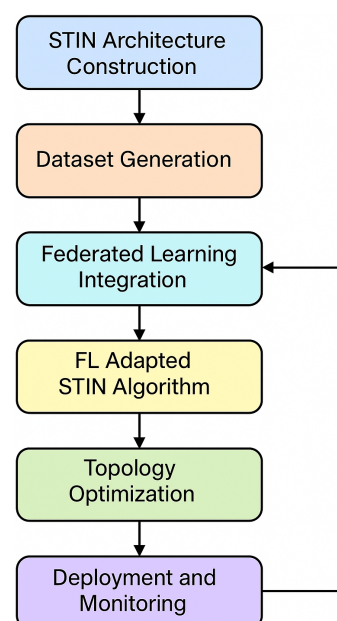 STIN Architecture
Construction
Dataset Generation
Federated Learning
Integration
FL Adapted
STIN Algorithm
Topology
Optimization
Deployment and
Monitoring